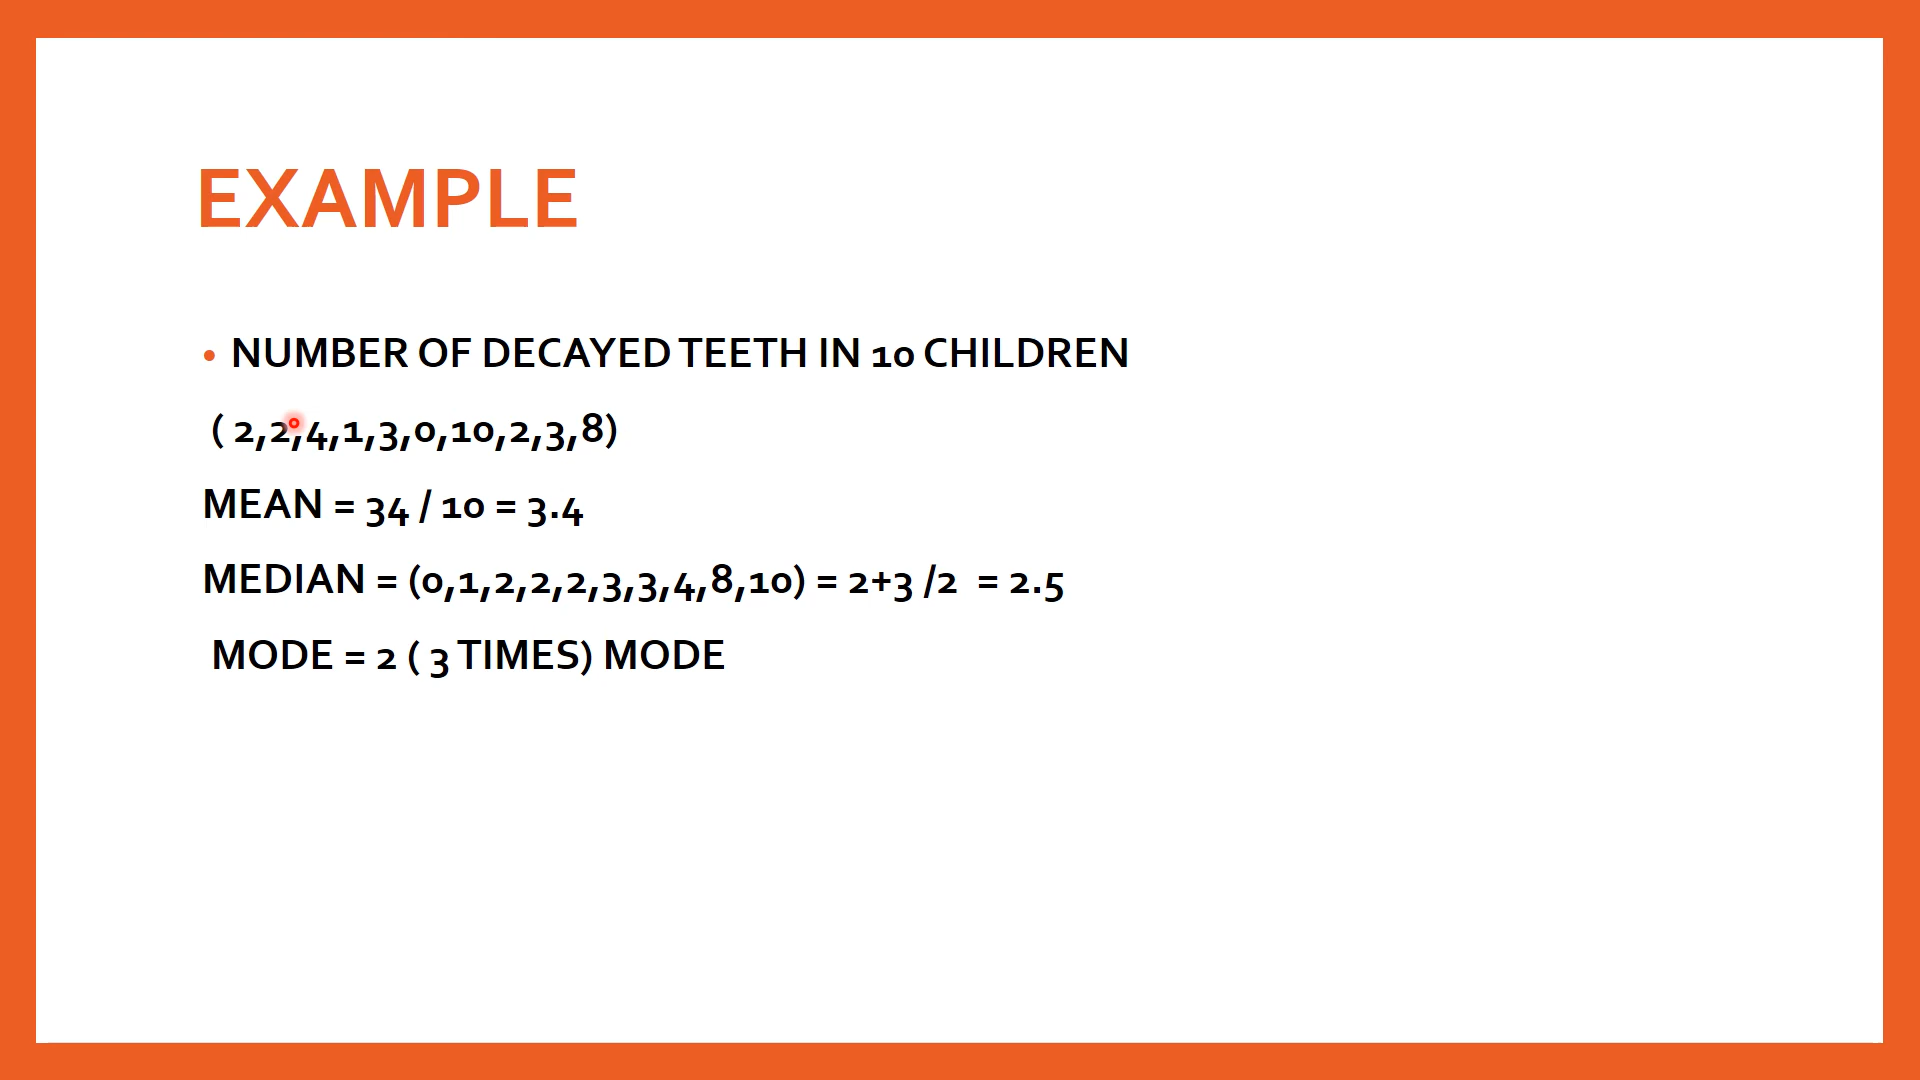 EXAMPLE
• NUMBER OF DECAYED TEETH IN 10 CHILDREN
( 2,2,4,1,3,0,10,2,3,8)
MEAN = 34 / 10 = 3.4
MEDIAN = (0,1,2,2,2,3,3,4,8,10) = 2+3 /2 = 2.5
MODE = 2 ( 3 TIMES) MODE